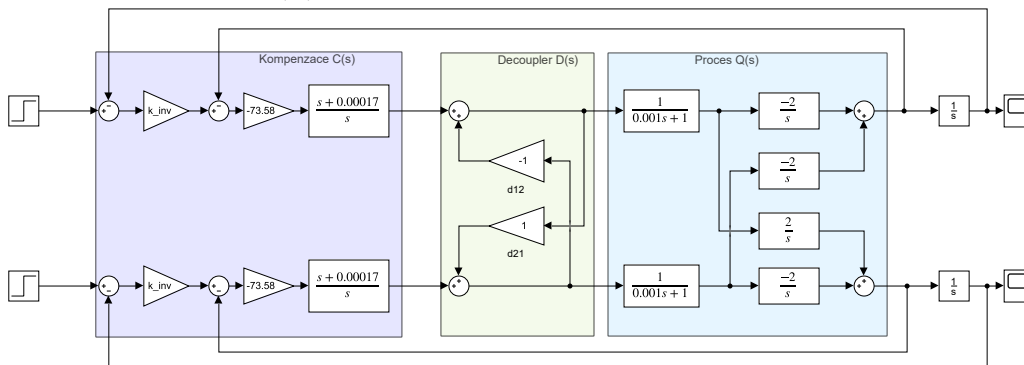 Kompenzace C(s)
Decoupler D(s)
Proces Q(s)
k_inv
-73.58
s + 0.00017
s
1
0.001s + 1
-2
s
1
s
-1
d12
-2
s
1
d21
2
s
k_inv
-73.58
s + 0.00017
s
1
0.001s + 1
-2
s
1
s